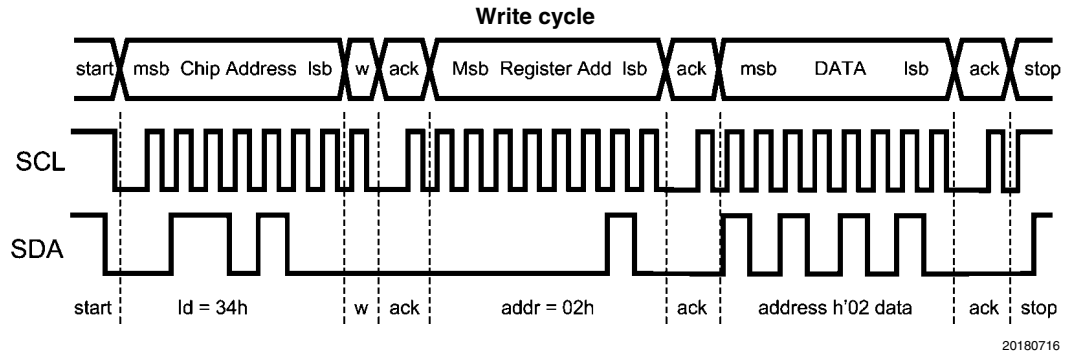 Write cycle
start msb Chip Address lsb w ack Msb Register Add lsb ack msb DATA lsb ack stop
SCL
SDA
start Id = 34h w ack addr = 02h ack address h'02 data ack stop
20180716